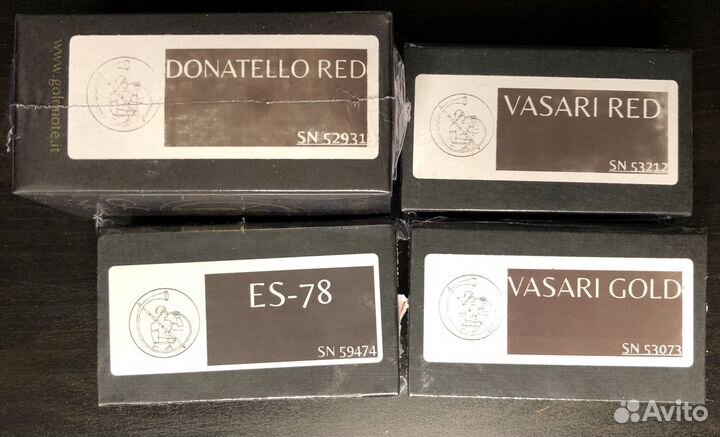 www.goldnote.it
DONATELLO RED
SN 52931
VASARI RED
SN 53212
ES-78
SN 59474
VASARI GOLD
SN 53073
Avito